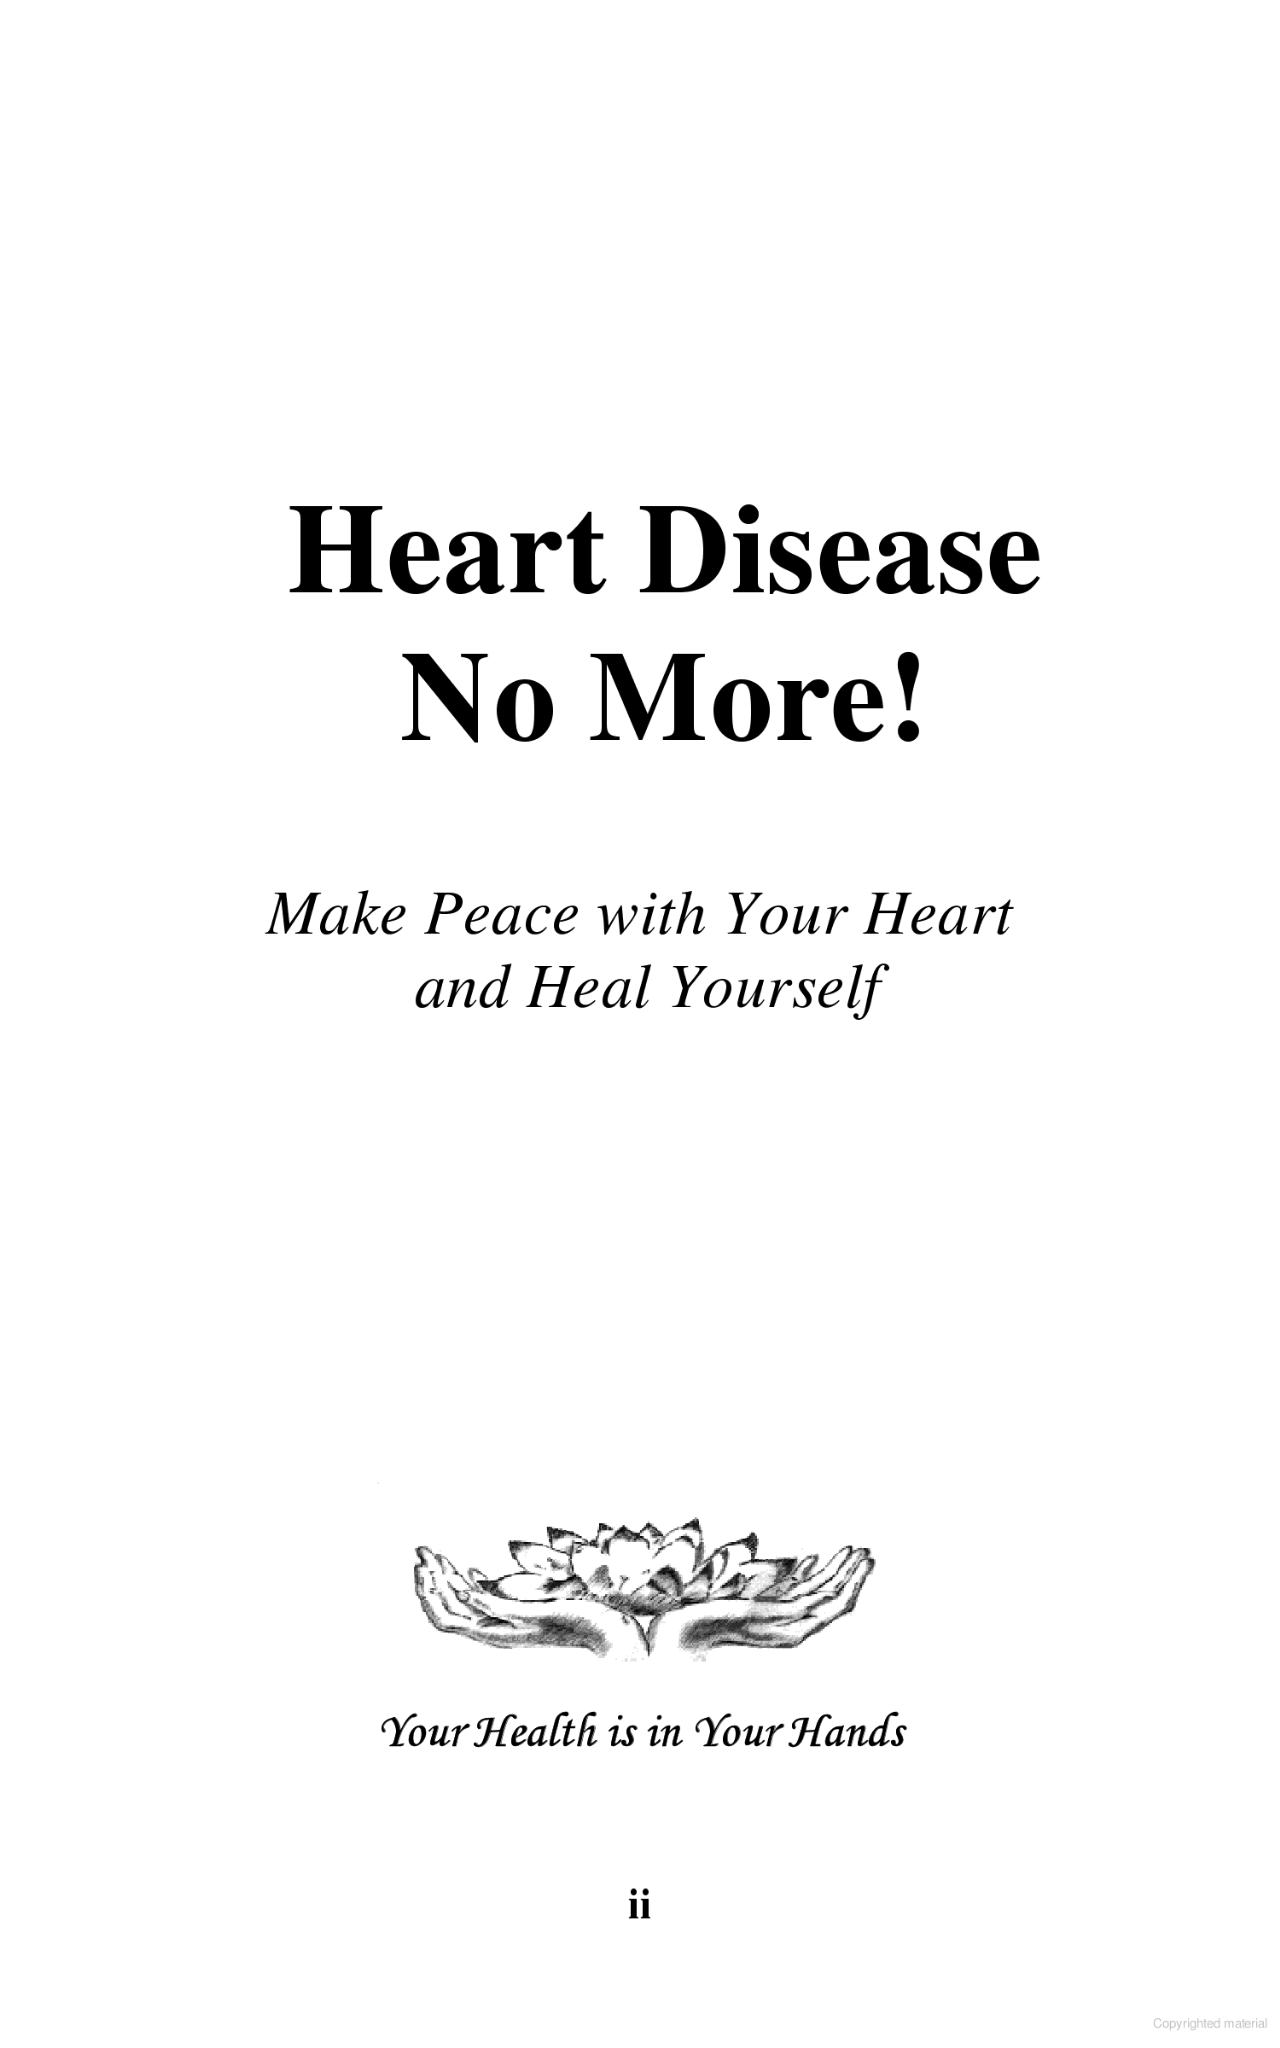 Heart Disease
No More!
Make Peace with Your Heart
and Heal Yourself
Your Health is in Your Hands
ii
Copyrighted material